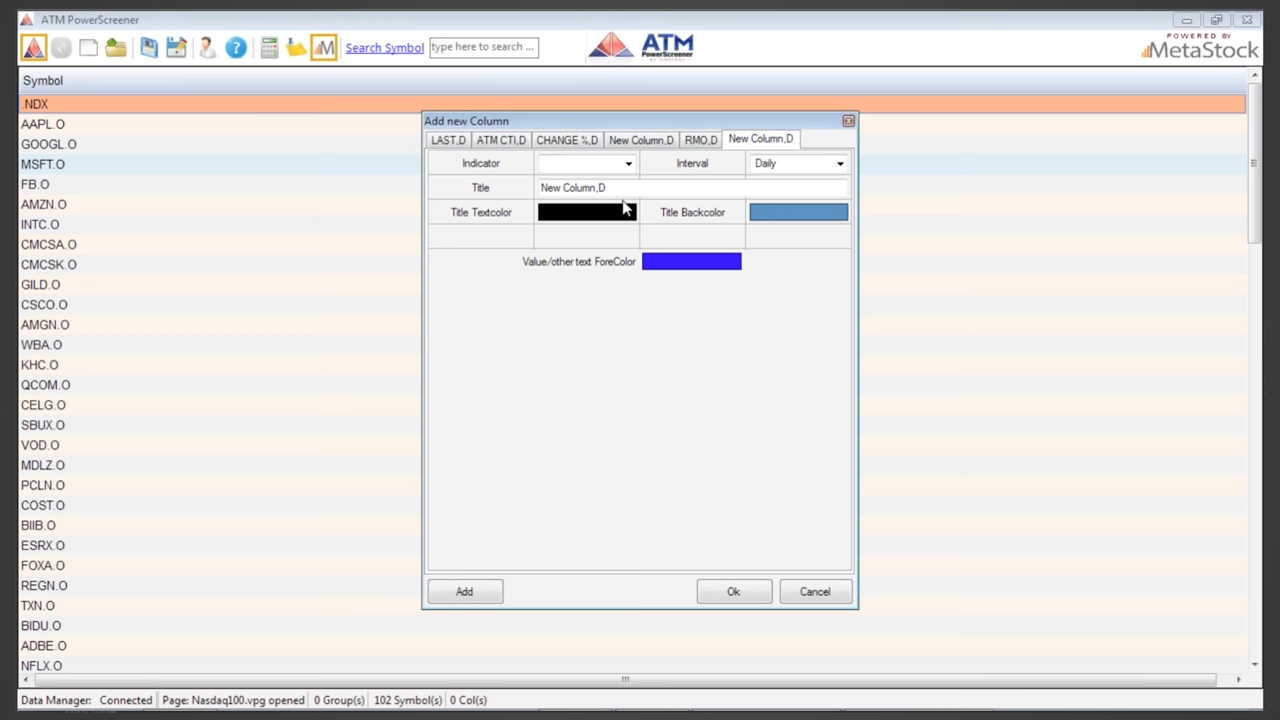 ATM PowerScreener
Search Symbol type here to search ... ATM PowerScreener POWERED BY MetaStock
Symbol
.NDX
AAPL.O
GOOGL.O
MSFT.O
FB.O
AMZN.O
INTC.O
CMCSA.O
CMCSK.O
GILD.O
CSCO.O
AMGN.O
WBA.O
KHC.O
QCOM.O
CELG.O
SBUX.O
VOD.O
MDLZ.O
PCLN.O
COST.O
BIIB.O
ESRX.O
FOXA.O
REGN.O
TXN.O
BIDU.O
ADBE.O
NFLX.O
Add new Column
LAST,D ATM CTI,D CHANGE %,D New Column,D RMO,D New Column,D
Indicator Interval Daily
Title New Column,D
Title Textcolor Title Backcolor
Value/other text ForeColor
Add Ok Cancel
Data Manager: Connected Page: Nasdaq100.vpg opened 0 Group(s) 102 Symbol(s) 0 Col(s)